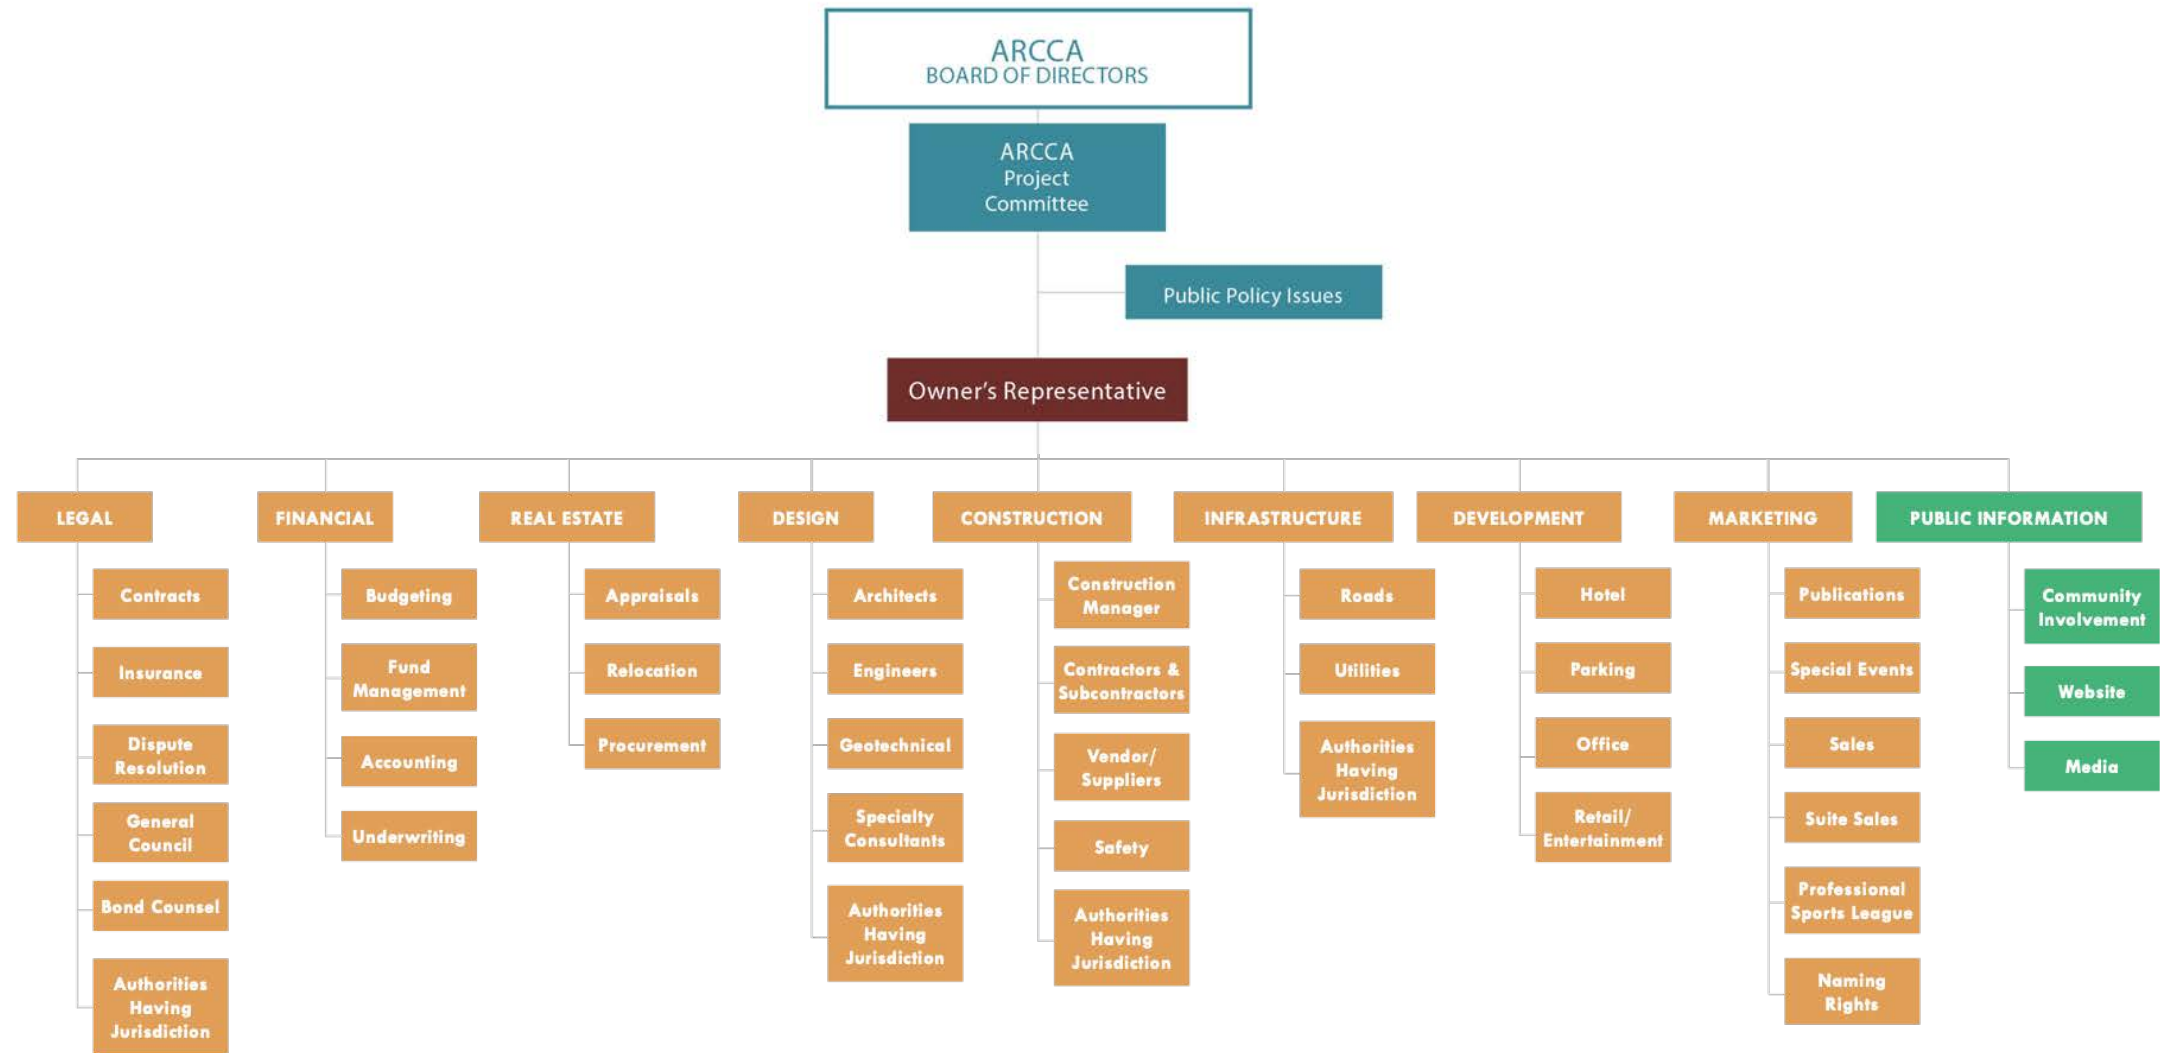 ARCCA
BOARD OF DIRECTORS
ARCCA
Project
Committee
Public Policy Issues
Owner's Representative
LEGAL
Contracts
Insurance
Dispute
Resolution
General
Council
Bond Counsel
Authorities
Having
Jurisdiction
FINANCIAL
Budgeting
Fund
Management
Accounting
Underwriting
REAL ESTATE
Appraisals
Relocation
Procurement
DESIGN
Architects
Engineers
Geotechnical
Specialty
Consultants
Authorities
Having
Jurisdiction
CONSTRUCTION
Construction
Manager
Contractors &
Subcontractors
Vendor/
Suppliers
Safety
Authorities
Having
Jurisdiction
INFRASTRUCTURE
Roads
Utilities
Authorities
Having
Jurisdiction
DEVELOPMENT
Hotel
Parking
Office
Retail/
Entertainment
MARKETING
Publications
Special Events
Sales
Suite Sales
Professional
Sports League
Naming
Rights
PUBLIC INFORMATION
Community
Involvement
Website
Media